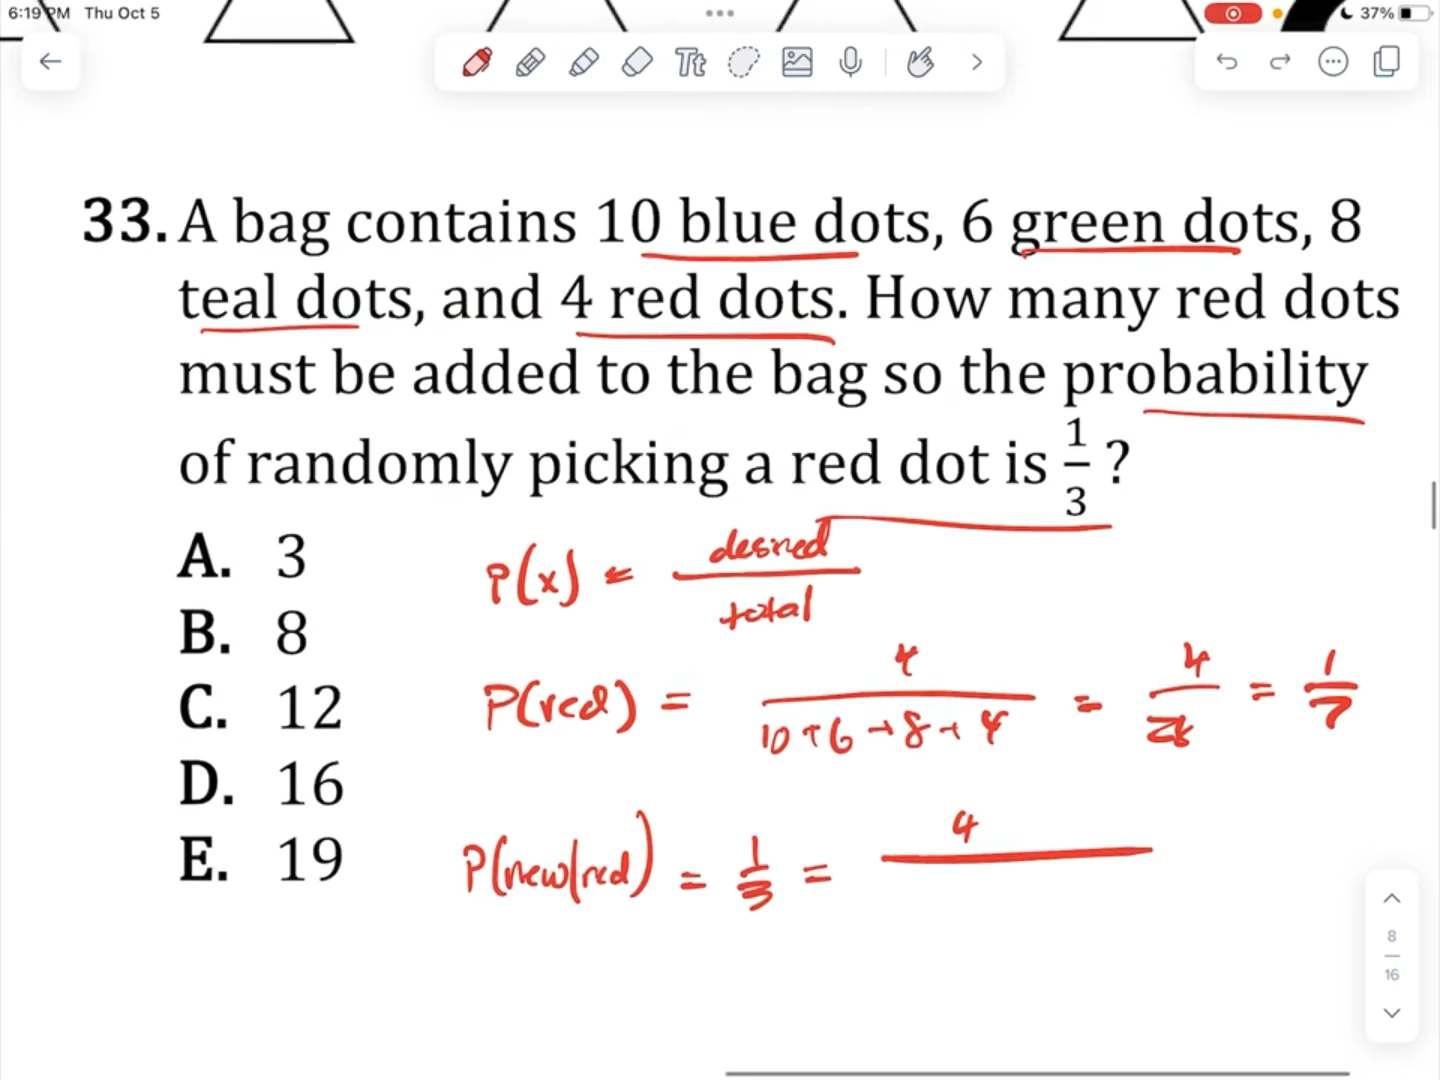 6:19 PM Thu Oct 5
37%
Tt
33. A bag contains 10 blue dots, 6 green dots, 8
teal dots, and 4 red dots. How many red dots
must be added to the bag so the probability
of randomly picking a red dot is 1/3?
A. 3
B. 8
C. 12
D. 16
E. 19
P(x) = desired/total
P(red) = 4/(10+6+8+4) = 4/28 = 1/7
P(new|red) = 1/3 = 4/
8
16